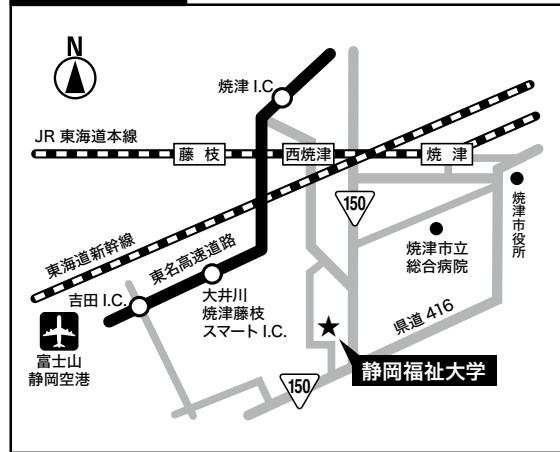 N
焼津 I.C
JR 東海道本線
藤枝
西焼津
焼津
150
焼津市役所
焼津市立
総合病院
東海道新幹線
東名高速道路
吉田 I.C.
大井川
焼津藤枝
スマート I.C.
県道 416
富士山
静岡空港
静岡福祉大学
150